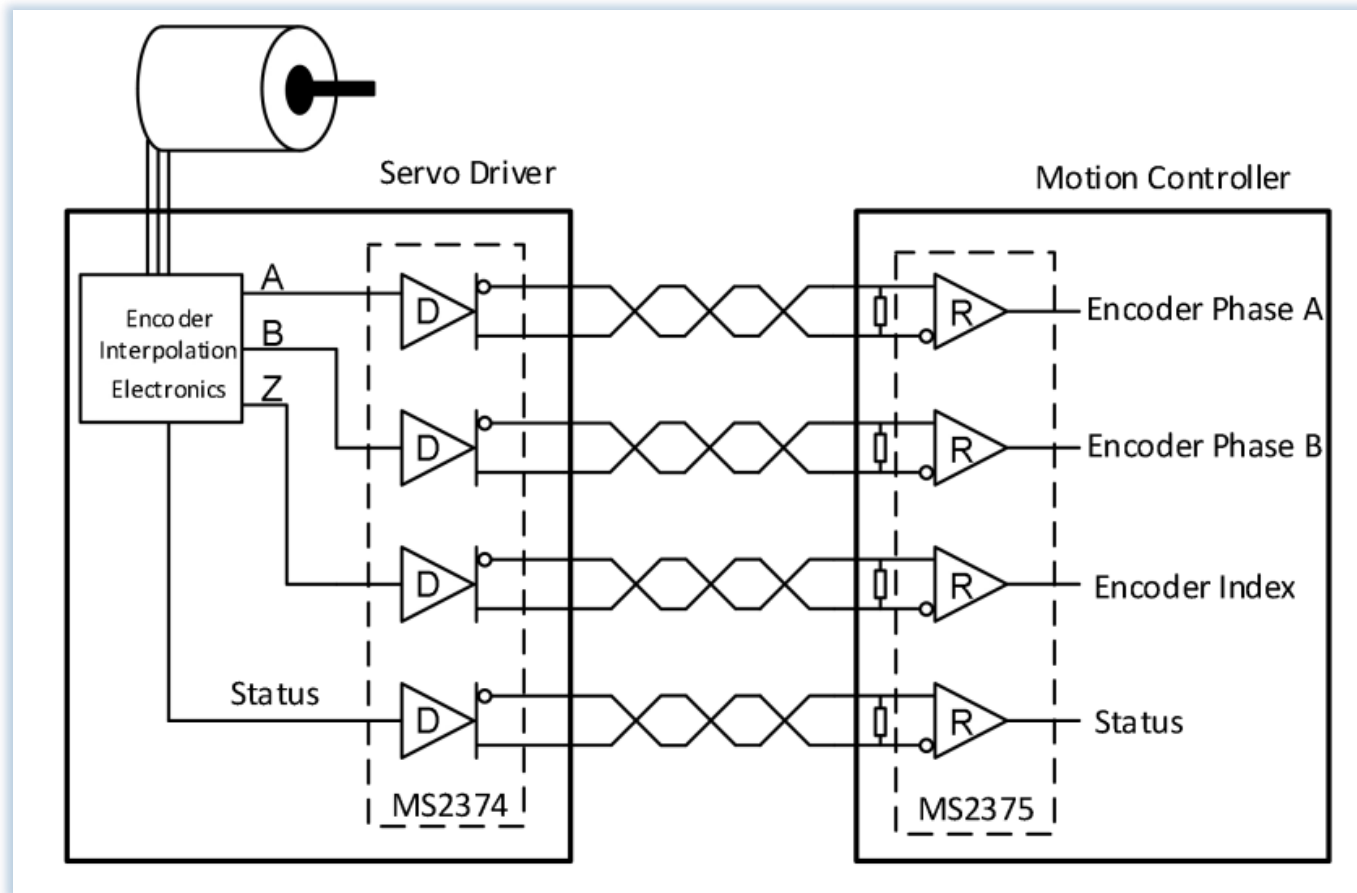 Servo Driver
Motion Controller
A
B
Z
Encoder
Interpolation
Electronics
D
R
Encoder Phase A
D
R
Encoder Phase B
D
R
Encoder Index
Status
D
R
Status
MS2374
MS2375